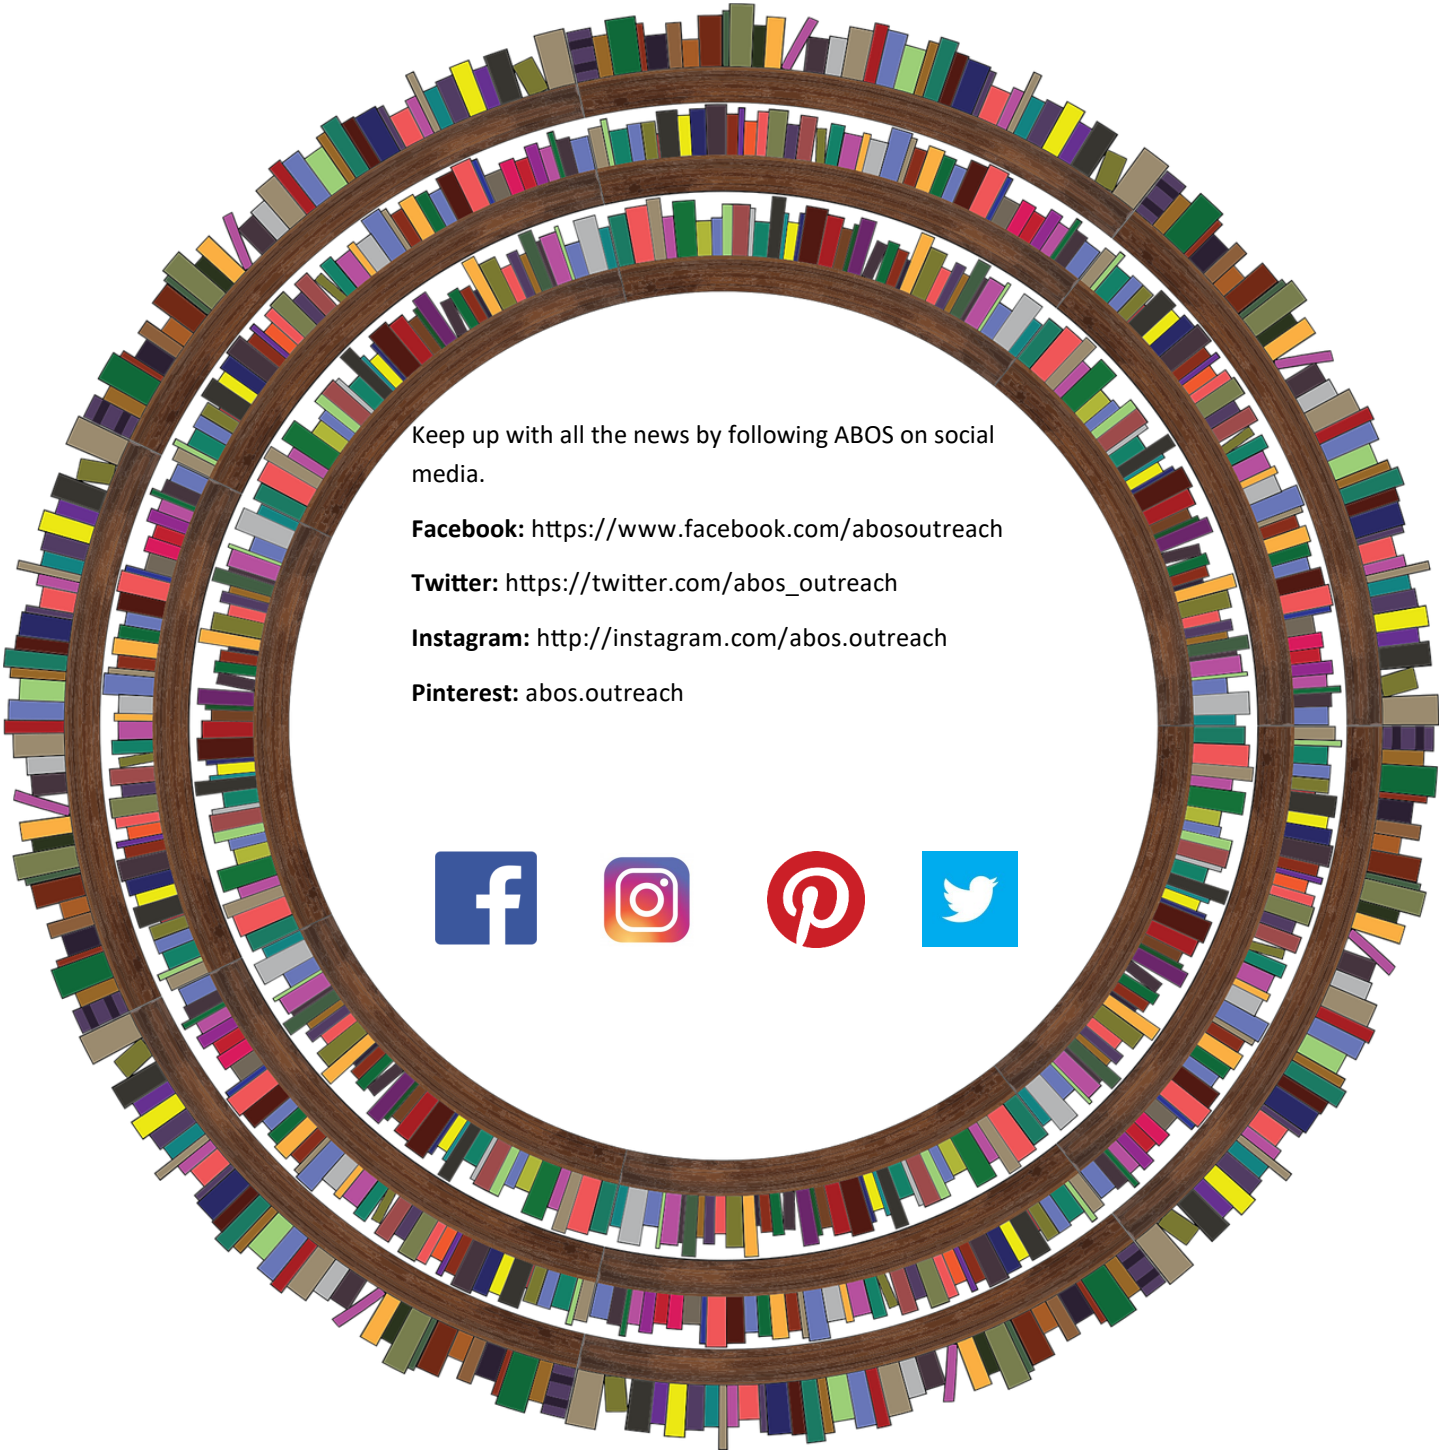 Keep up with all the news by following ABOS on social
media.
Facebook: https://www.facebook.com/abosoutreach
Twitter: https://twitter.com/abos_outreach
Instagram: http://instagram.com/abos.outreach
Pinterest: abos.outreach